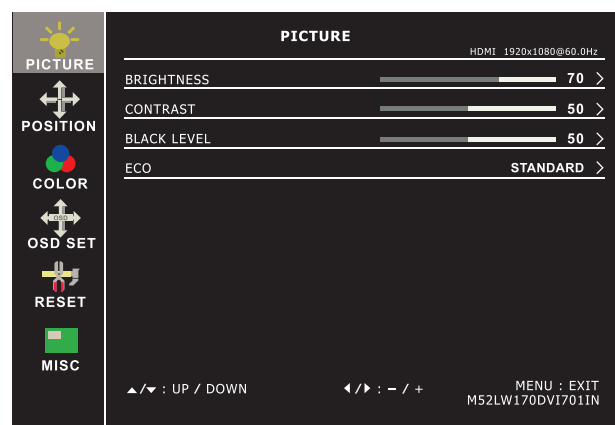 PICTURE
POSITION
COLOR
OSD
OSD SET
RESET
MISC
PICTURE
HDMI 1920x1080@60.0Hz
BRIGHTNESS 70 >
CONTRAST 50 >
BLACK LEVEL 50 >
ECO STANDARD >
▲/▼ : UP / DOWN ◀/▶ : – / + MENU : EXIT
M52LW170DVI701IN